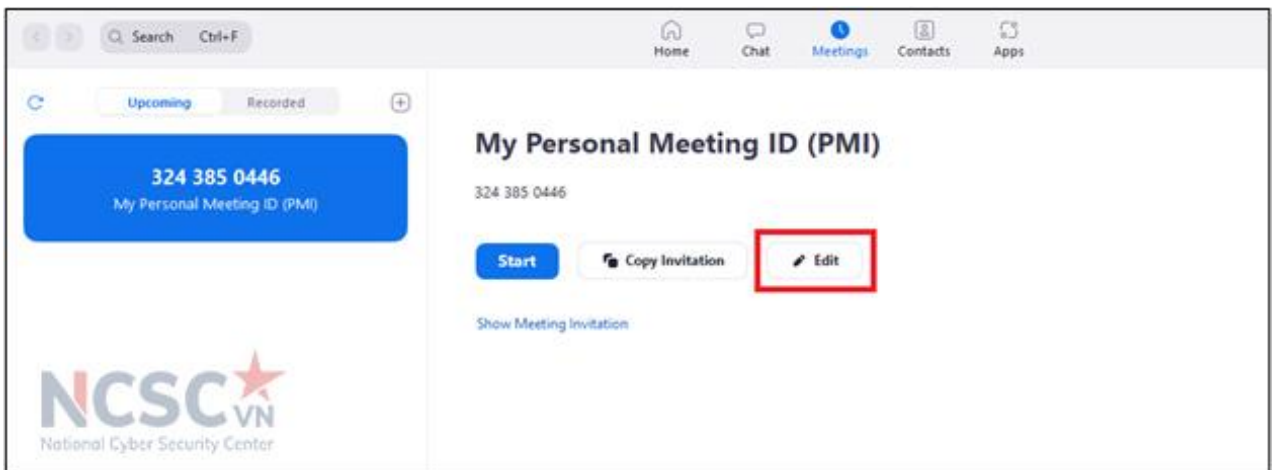 Search Ctrl+F
Home Chat Meetings Contacts Apps
Upcoming Recorded
324 385 0446
My Personal Meeting ID (PMI)
My Personal Meeting ID (PMI)
324 385 0446
Start Copy Invitation Edit
Show Meeting Invitation
NCSC VN
National Cyber Security Center